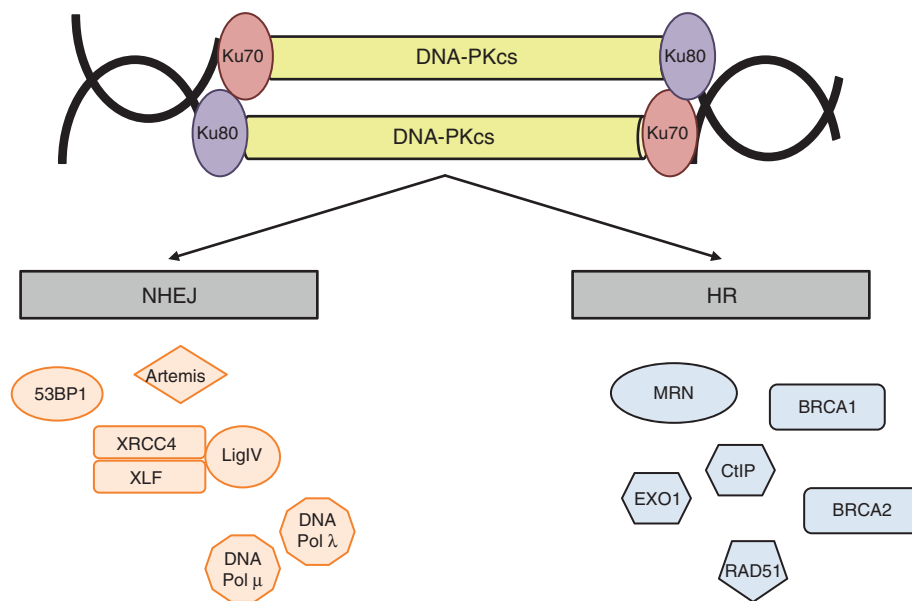 Ku70
DNA-PKcs
Ku80
Ku80
DNA-PKcs
Ku70
NHEJ
HR
53BP1
Artemis
XRCC4
XLF
LigIV
DNA
Pol λ
DNA
Pol μ
MRN
BRCA1
CtIP
EXO1
BRCA2
RAD51